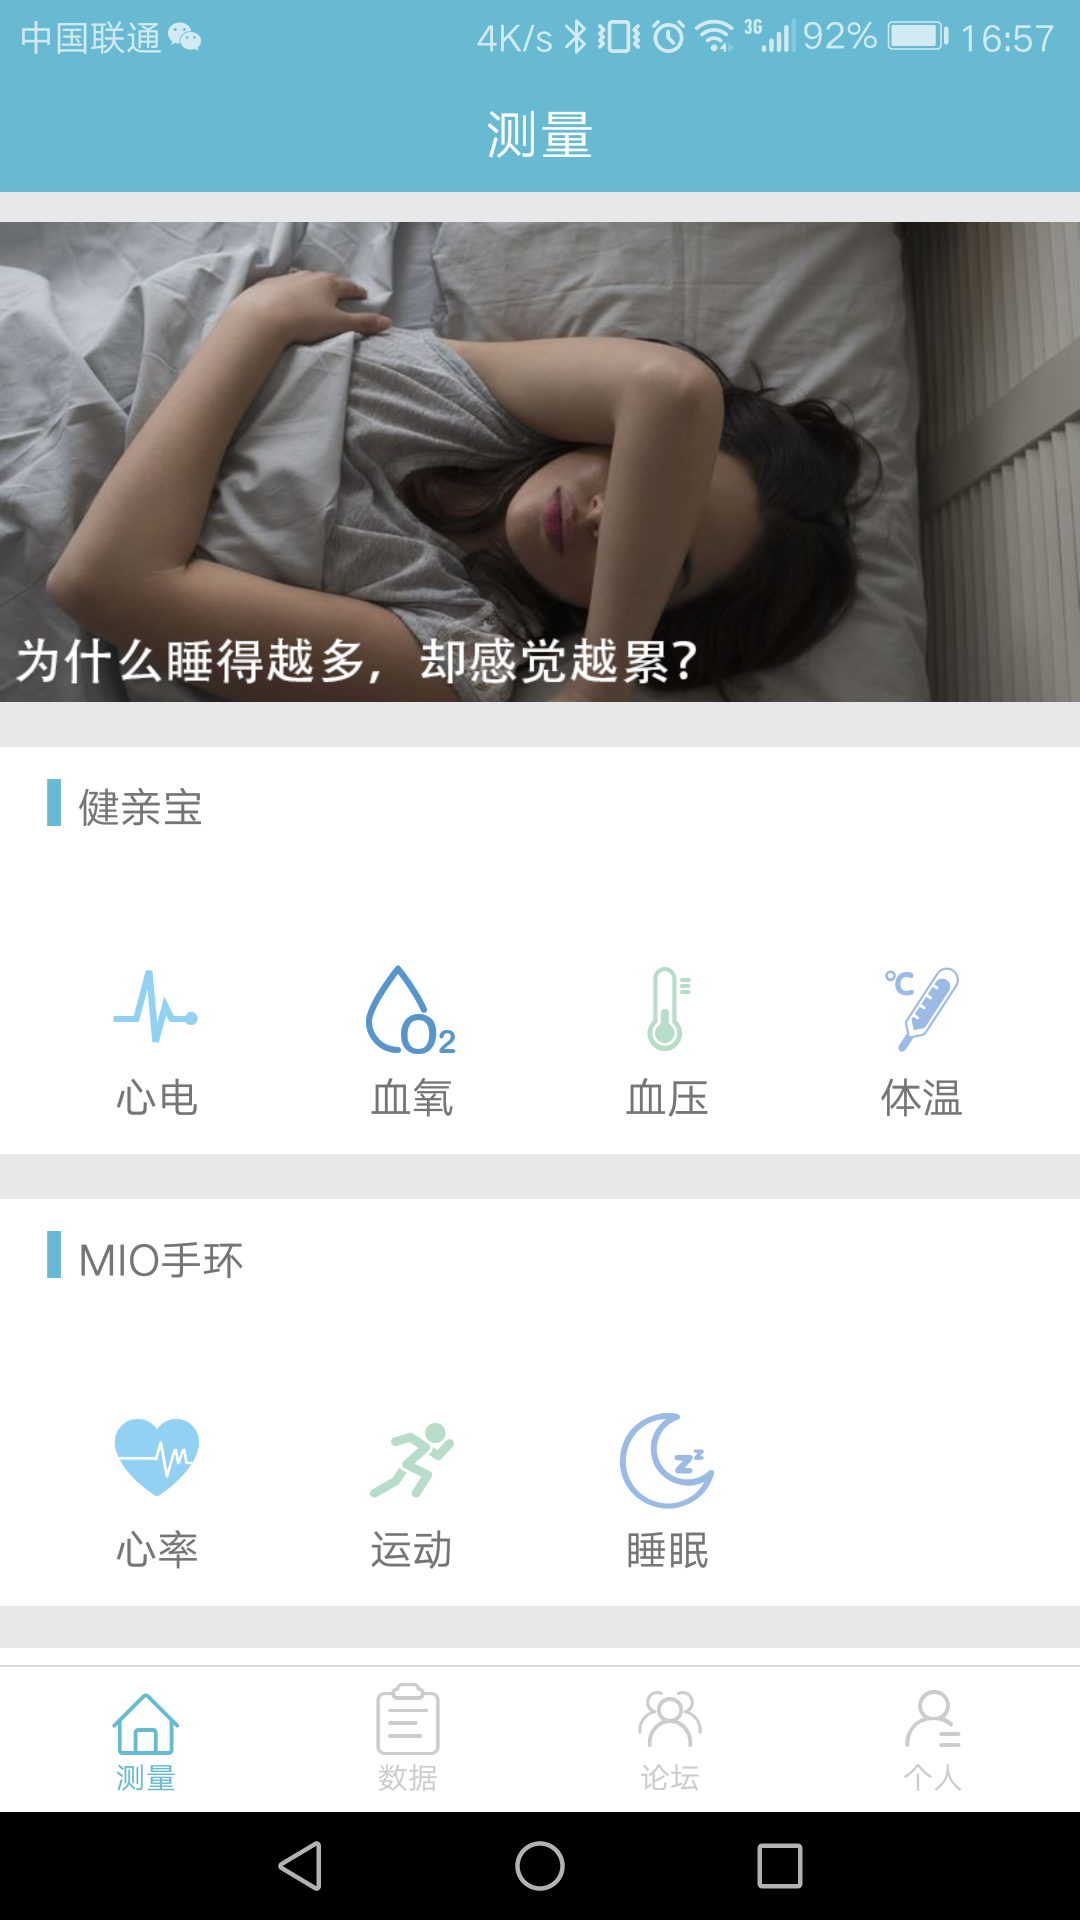 中国联通 4K/s 3G 92% 16:57
测量
为什么睡得越多，却感觉越累？
健亲宝
心电 血氧 血压 体温
MIO手环
心率 运动 睡眠
测量 数据 论坛 个人